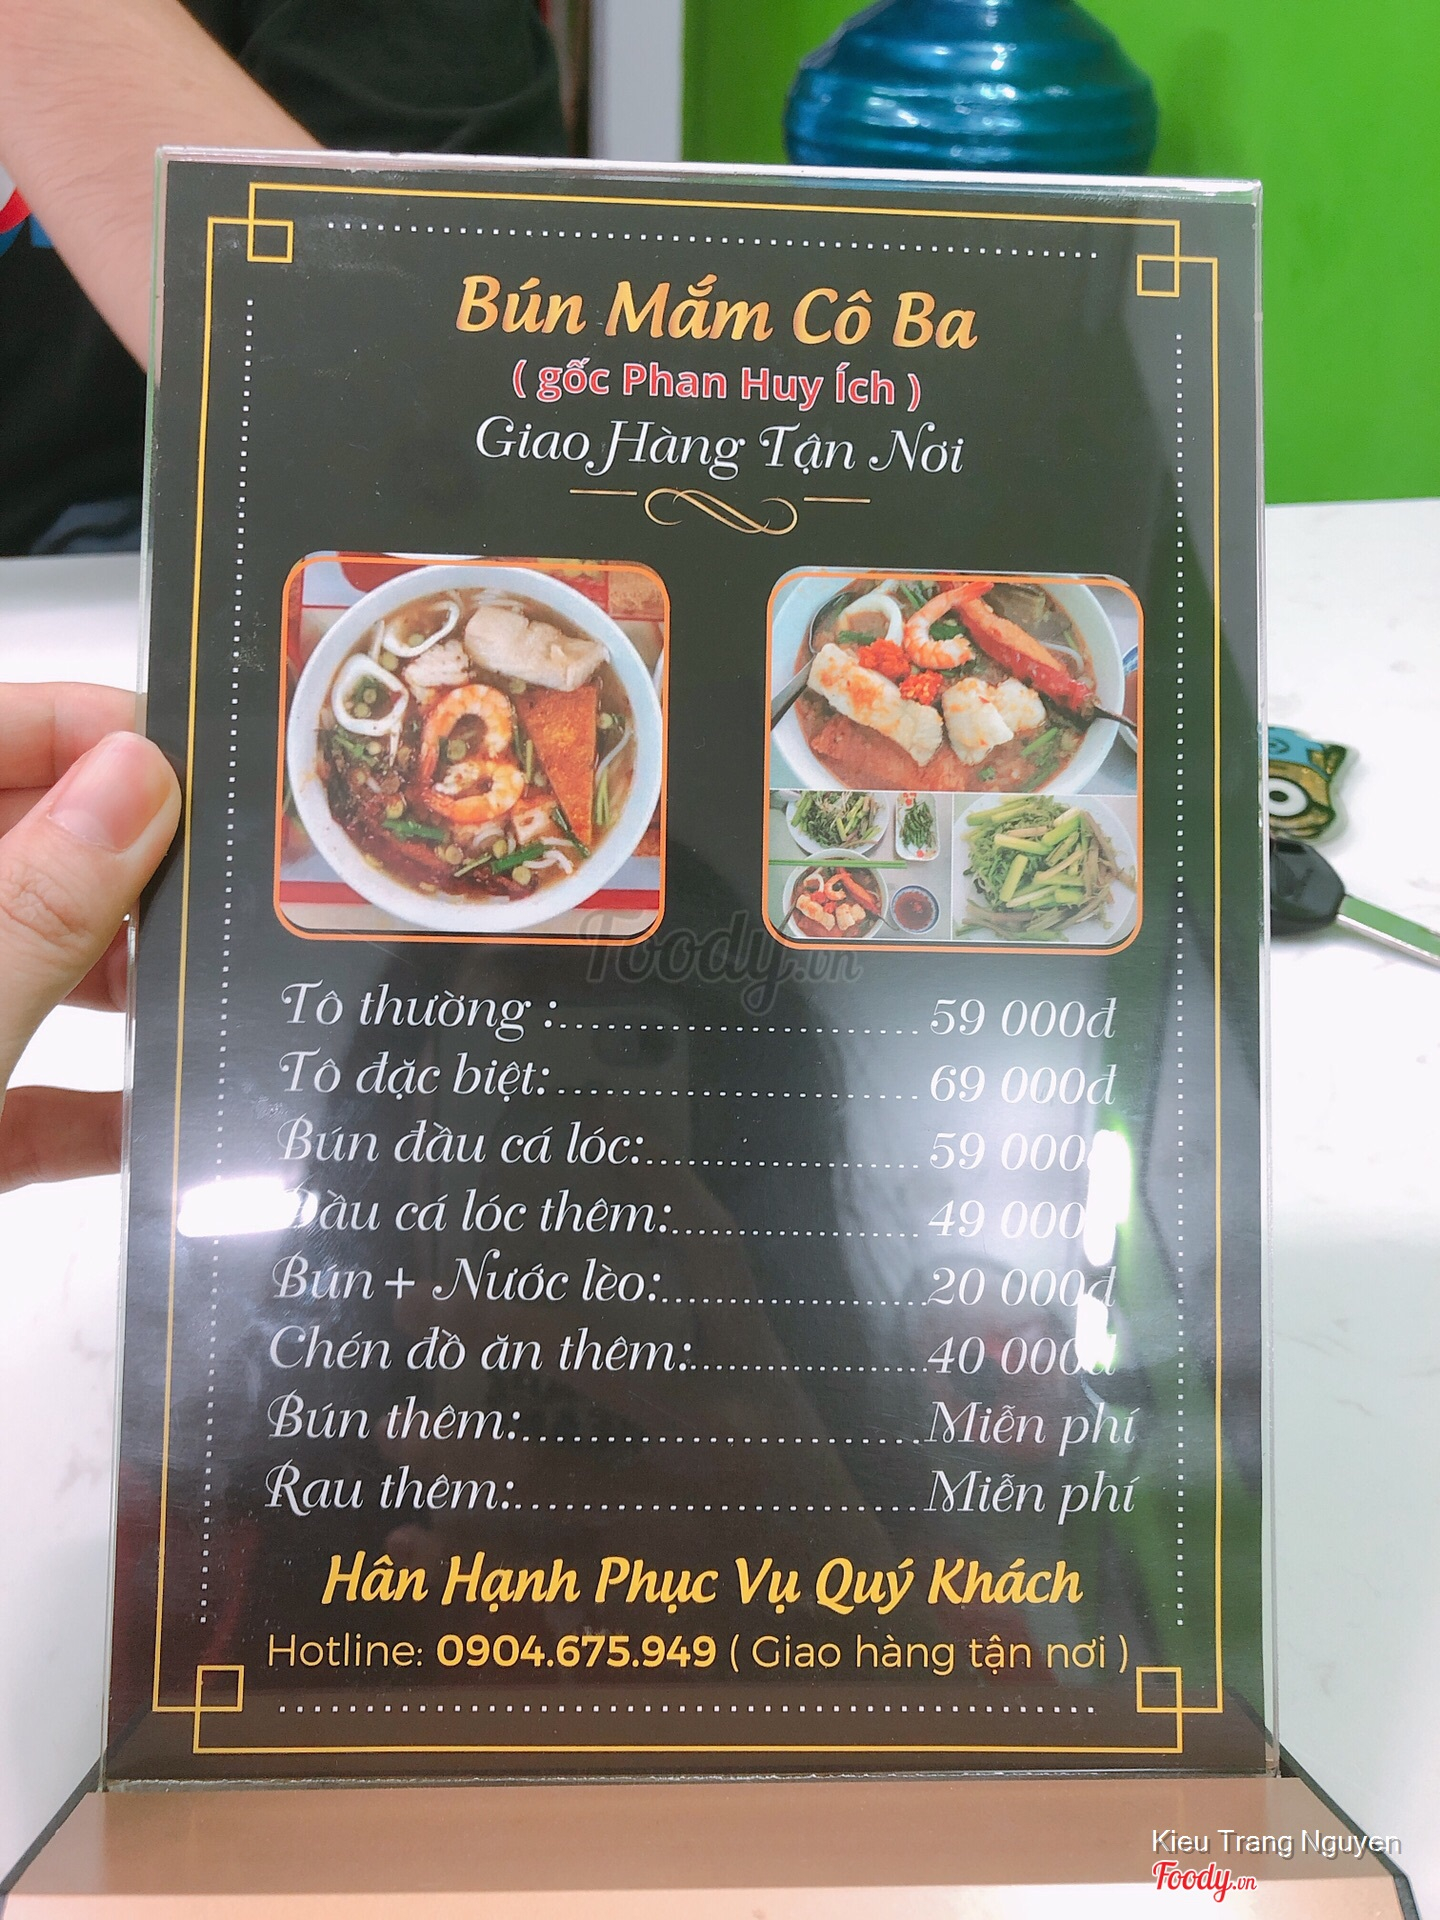 Bún Mắm Cô Ba
( gốc Phan Huy Ích )
Giao Hàng Tận Nơi
Foody.vn
Tô thường :.............................59 000đ
Tô đặc biệt:.............................69 000đ
Bún đầu cá lóc:......................59 000đ
Đầu cá lóc thêm:....................49 000
Bún + Nước lèo:.....................20 000đ
Chén đồ ăn thêm:...................40 000đ
Bún thêm:................................Miễn phí
Rau thêm:................................Miễn phí
Hân Hạnh Phục Vụ Quý Khách
Hotline: 0904.675.949 ( Giao hàng tận nơi )
Kieu Trang Nguyen
Foody.vn